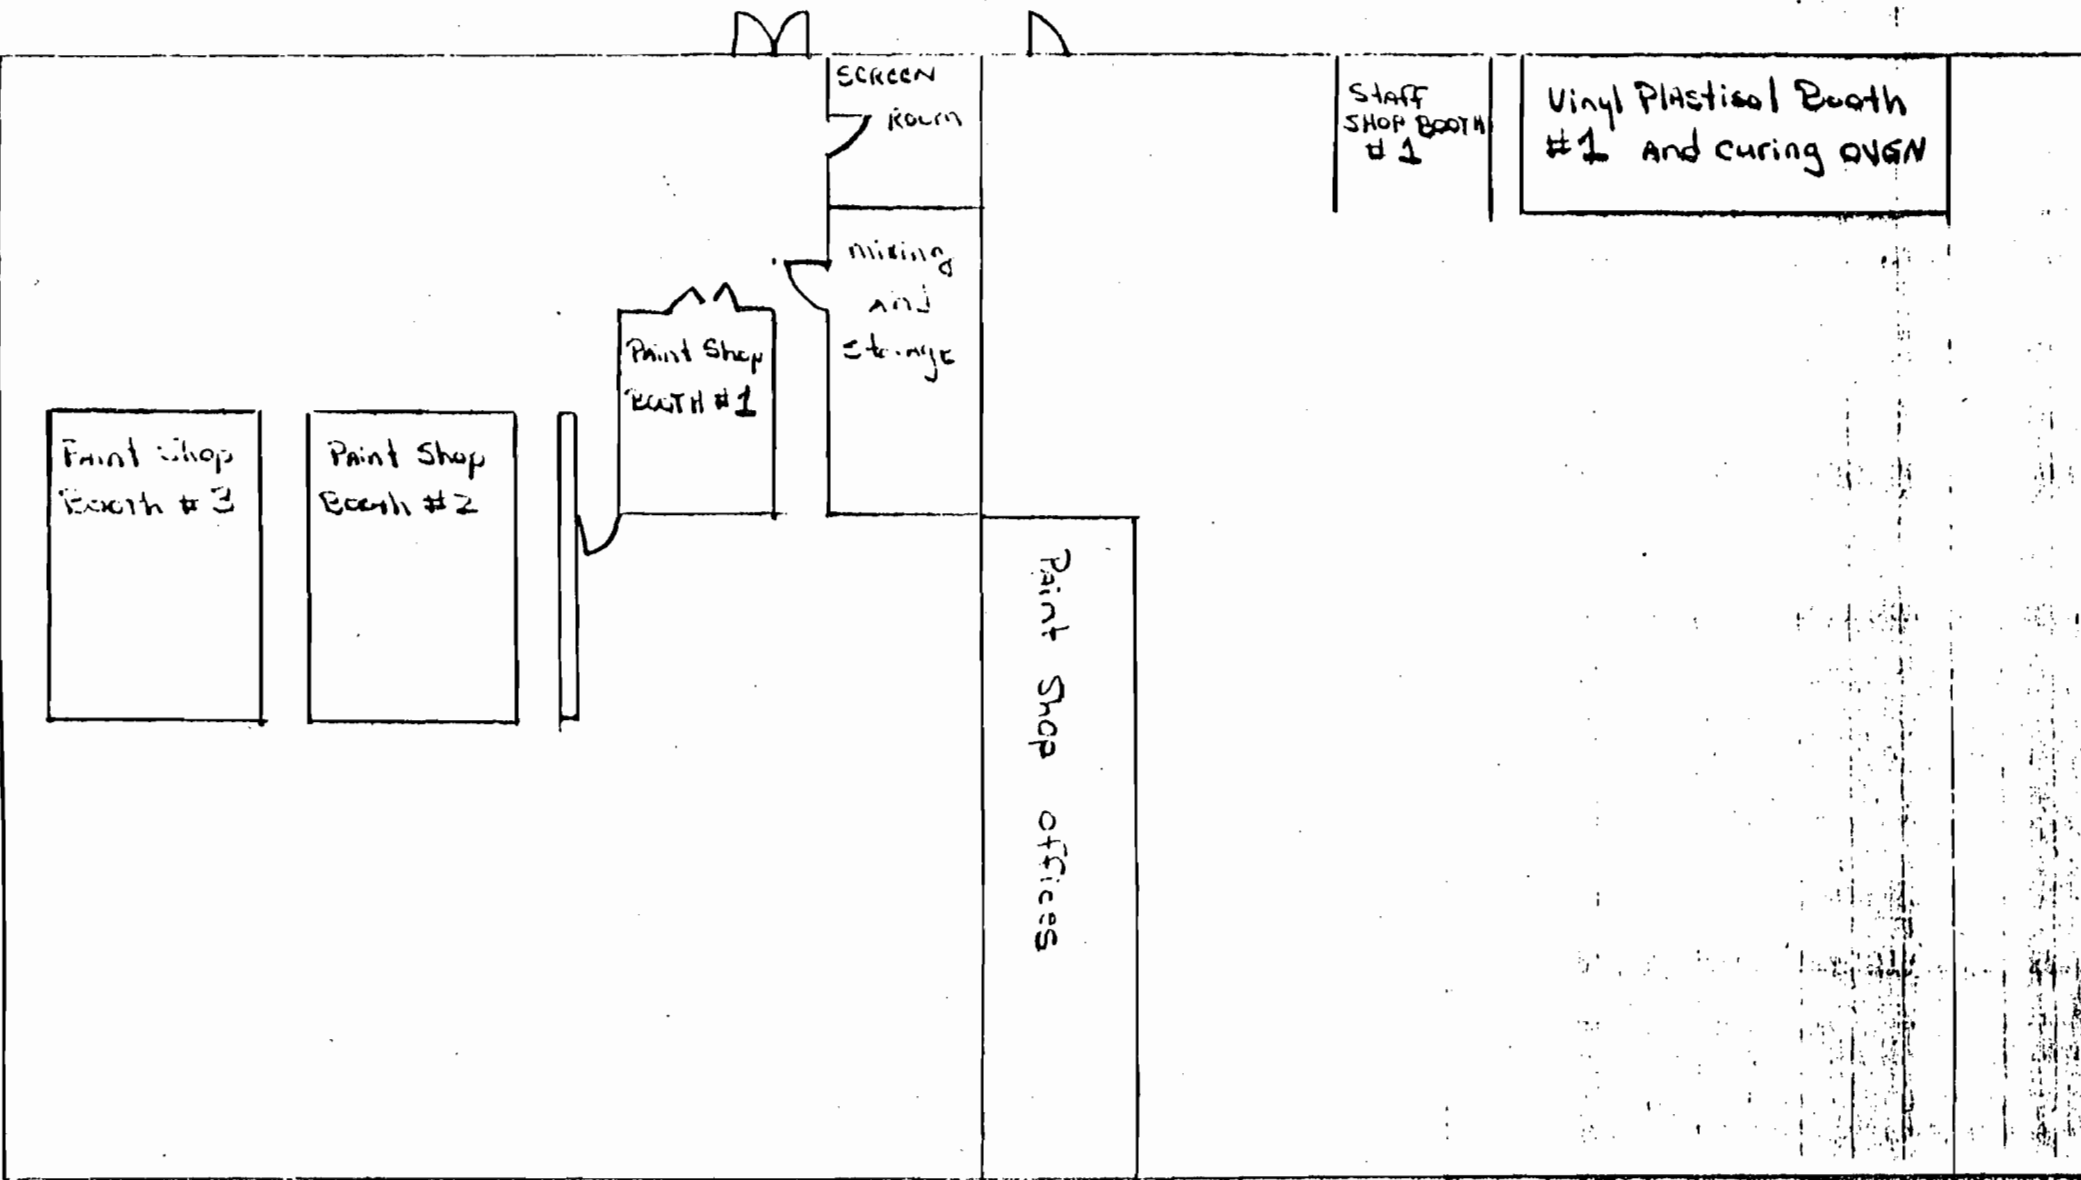 SCREEN
Room
Staff
SHOP BOOTH
#1
Vinyl Plastisol Booth
#1 And curing OVEN
mixing
And
storage
Paint Shop
BOOTH #1
Paint Shop
Booth #3
Paint Shop
Booth #2
Paint Shop offices